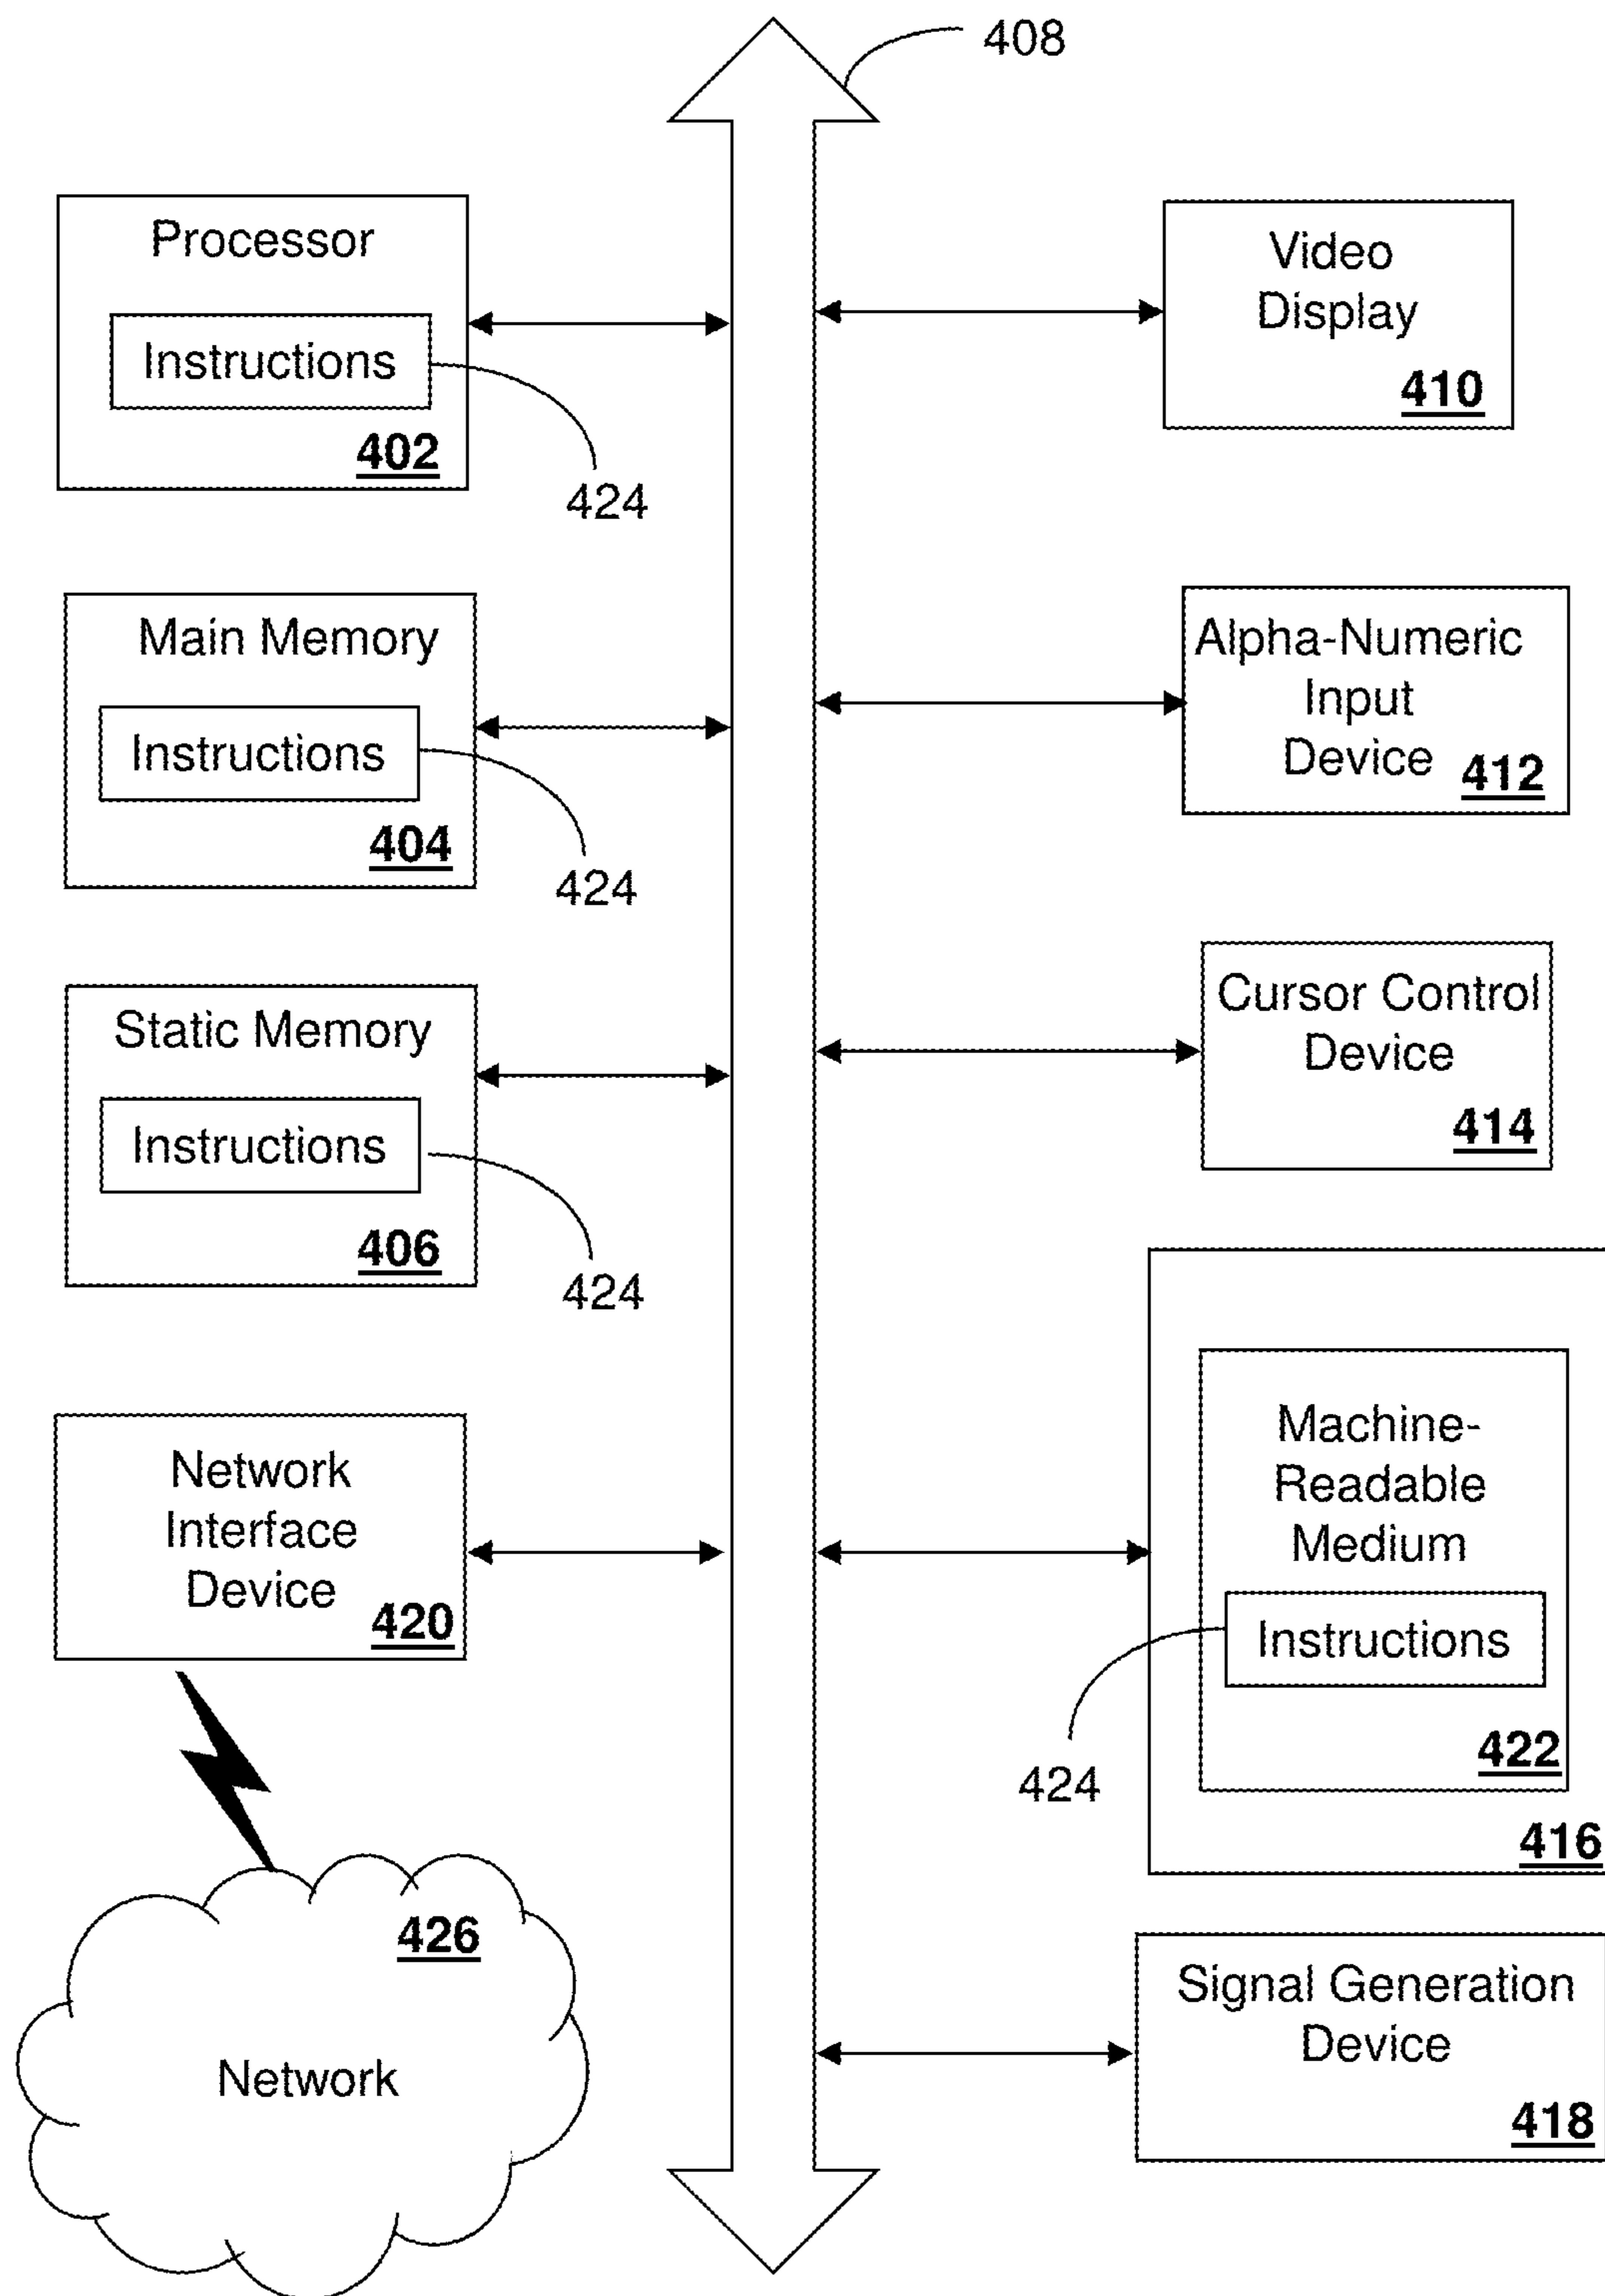 408
Processor
Instructions
402
424
Main Memory
Instructions
404
424
Static Memory
Instructions
406
424
Network
Interface
Device
420
426
Network
Video
Display
410
Alpha-Numeric
Input
Device
412
Cursor Control
Device
414
Machine-
Readable
Medium
Instructions
424
422
416
Signal Generation
Device
418